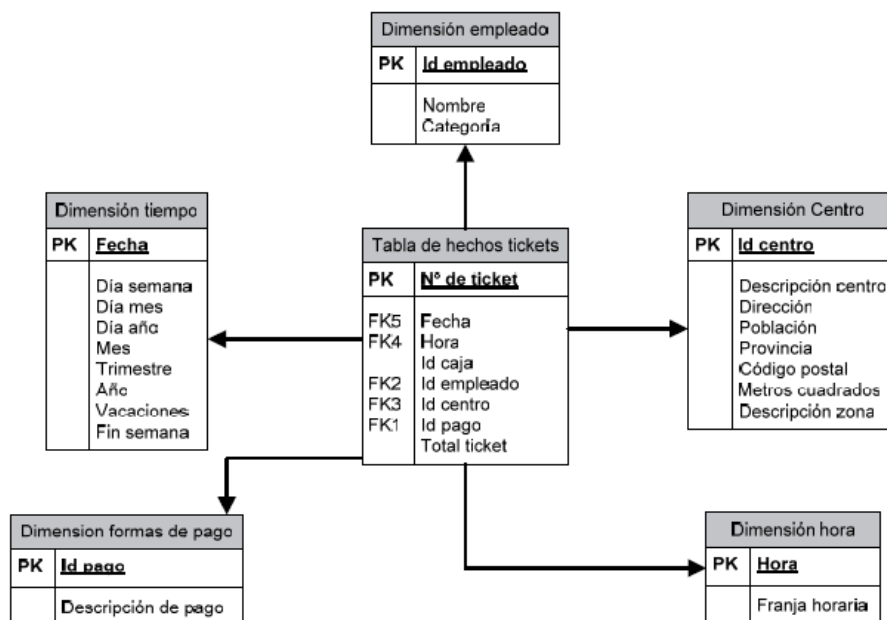 Dimensión empleado
PK Id empleado
Nombre
Categoría
Dimensión tiempo
PK Fecha
Día semana
Día mes
Día año
Mes
Trimestre
Año
Vacaciones
Fin semana
Tabla de hechos tickets
PK Nº de ticket
FK5 Fecha
FK4 Hora
Id caja
FK2 Id empleado
FK3 Id centro
FK1 Id pago
Total ticket
Dimensión Centro
PK Id centro
Descripción centro
Dirección
Población
Provincia
Código postal
Metros cuadrados
Descripción zona
Dimension formas de pago
PK Id pago
Descripción de pago
Dimensión hora
PK Hora
Franja horaria